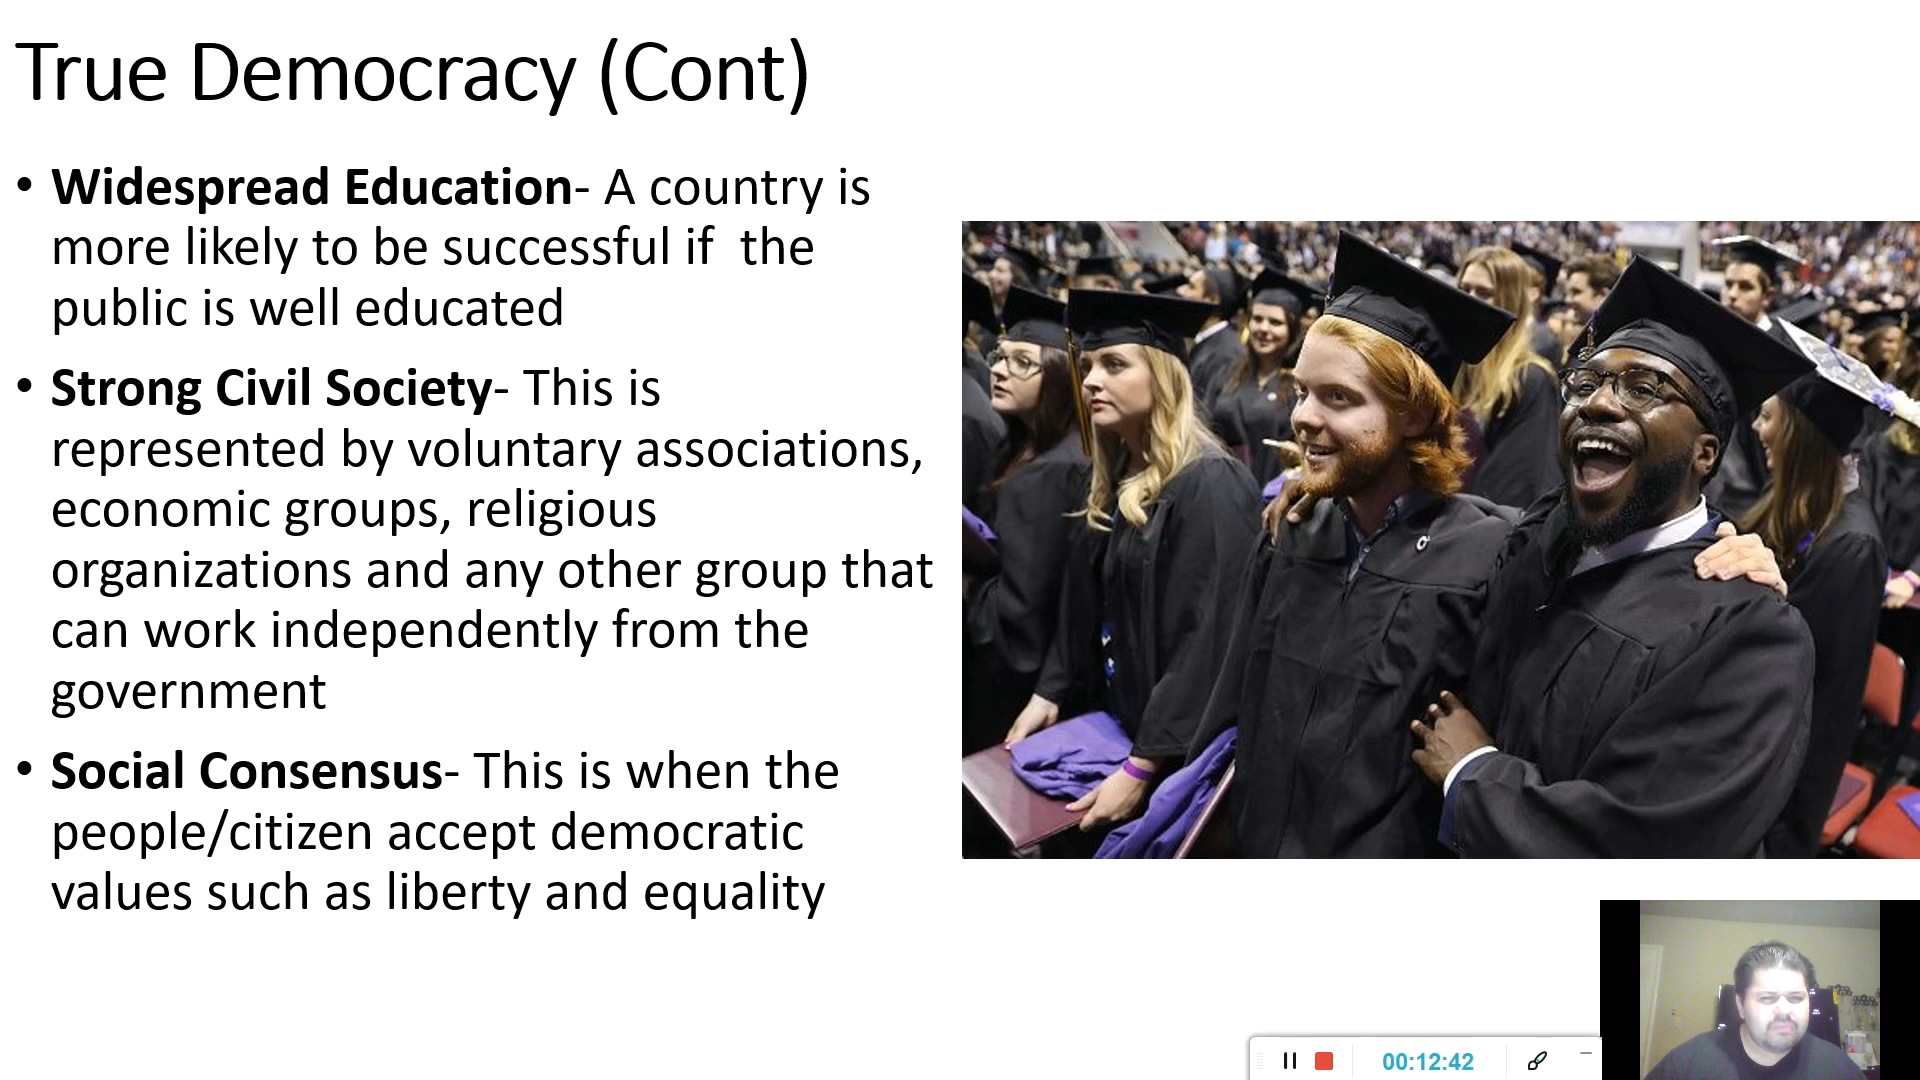 True Democracy (Cont)
• Widespread Education- A country is
more likely to be successful if  the
public is well educated
• Strong Civil Society- This is
represented by voluntary associations,
economic groups, religious
organizations and any other group that
can work independently from the
government
• Social Consensus- This is when the
people/citizen accept democratic
values such as liberty and equality
00:12:42